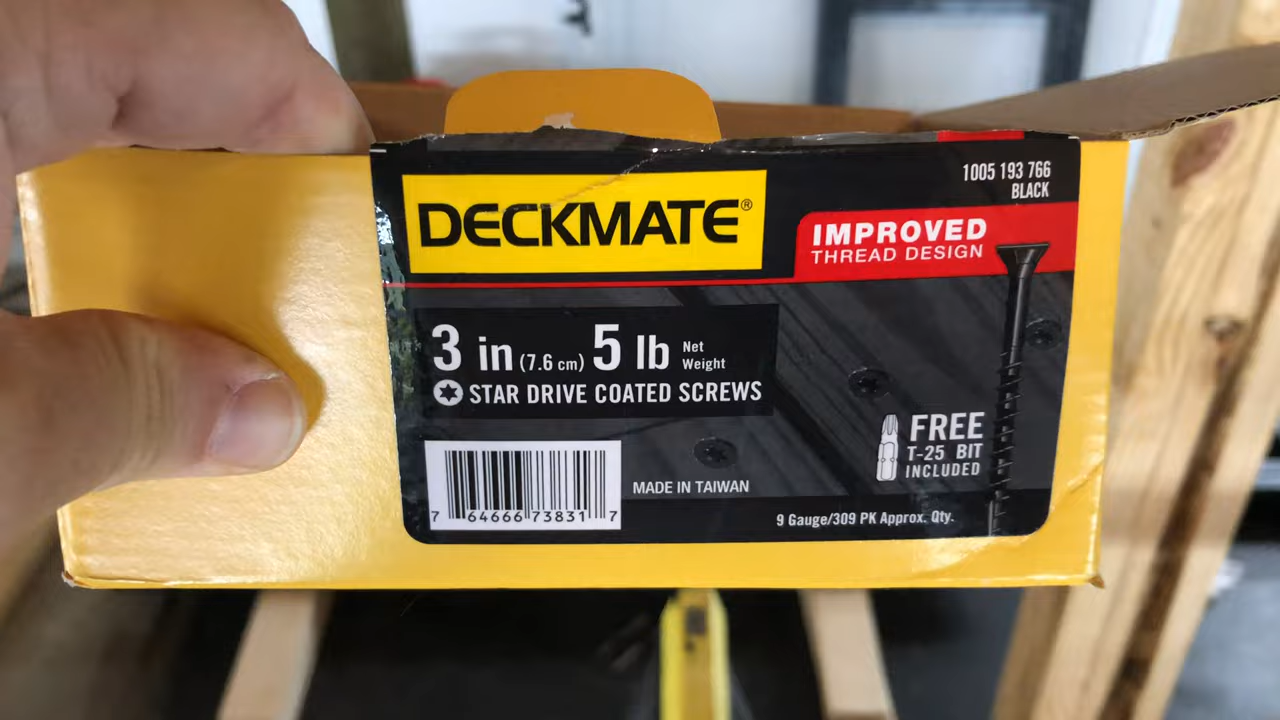 1005 193 766
BLACK
DECKMATE®
IMPROVED
THREAD DESIGN
3 in (7.6 cm) 5 lb Net Weight
STAR DRIVE COATED SCREWS
FREE
T-25 BIT
INCLUDED
7 64666 73831 7
MADE IN TAIWAN
9 Gauge/309 PK Approx. Qty.